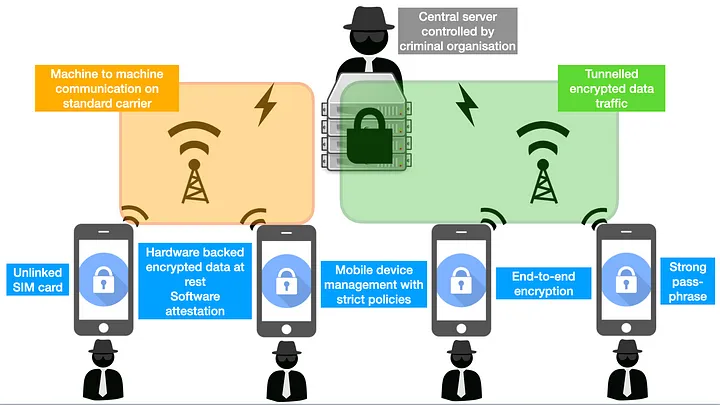 Central server
controlled by
criminal organisation
Machine to machine
communication on
standard carrier
Tunnelled
encrypted data
traffic
Unlinked
SIM card
Hardware backed
encrypted data at
rest
Software
attestation
Mobile device
management with
strict policies
End-to-end
encryption
Strong
pass-
phrase